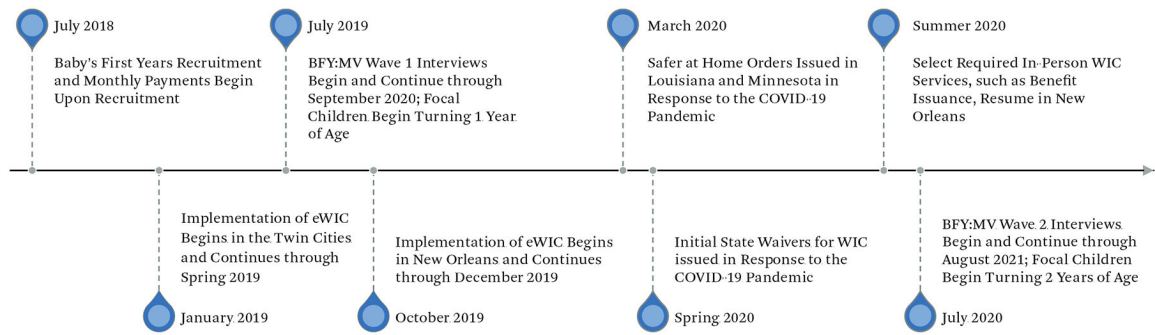 July 2018
Baby's First Years Recruitment
and Monthly Payments Begin
Upon Recruitment
January 2019
Implementation of eWIC
Begins in the Twin Cities
and Continues through
Spring 2019
July 2019
BFY:MV Wave 1 Interviews
Begin and Continue through
September 2020; Focal
Children Begin Turning 1 Year
of Age
October 2019
Implementation of eWIC Begins
in New Orleans and Continues
through December 2019
March 2020
Safer at Home Orders Issued in
Louisiana and Minnesota in
Response to the COVID-19
Pandemic
Spring 2020
Initial State Waivers for WIC
issued in Response to the
COVID-19 Pandemic
Summer 2020
Select Required In-Person WIC
Services, such as Benefit
Issuance, Resume in New
Orleans
July 2020
BFY:MV Wave 2 Interviews
Begin and Continue through
August 2021; Focal Children
Begin Turning 2 Years of Age